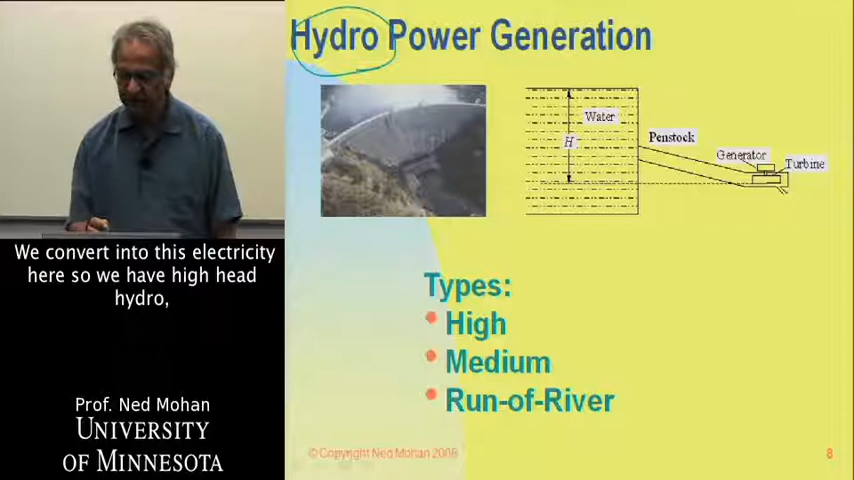 Hydro Power Generation
Water
H
Penstock
Generator
Turbine
We convert into this electricity
here so we have high head
hydro,
Types:
• High
• Medium
• Run-of-River
Prof. Ned Mohan
UNIVERSITY
OF MINNESOTA
© Copyright Ned Mohan 2008
8